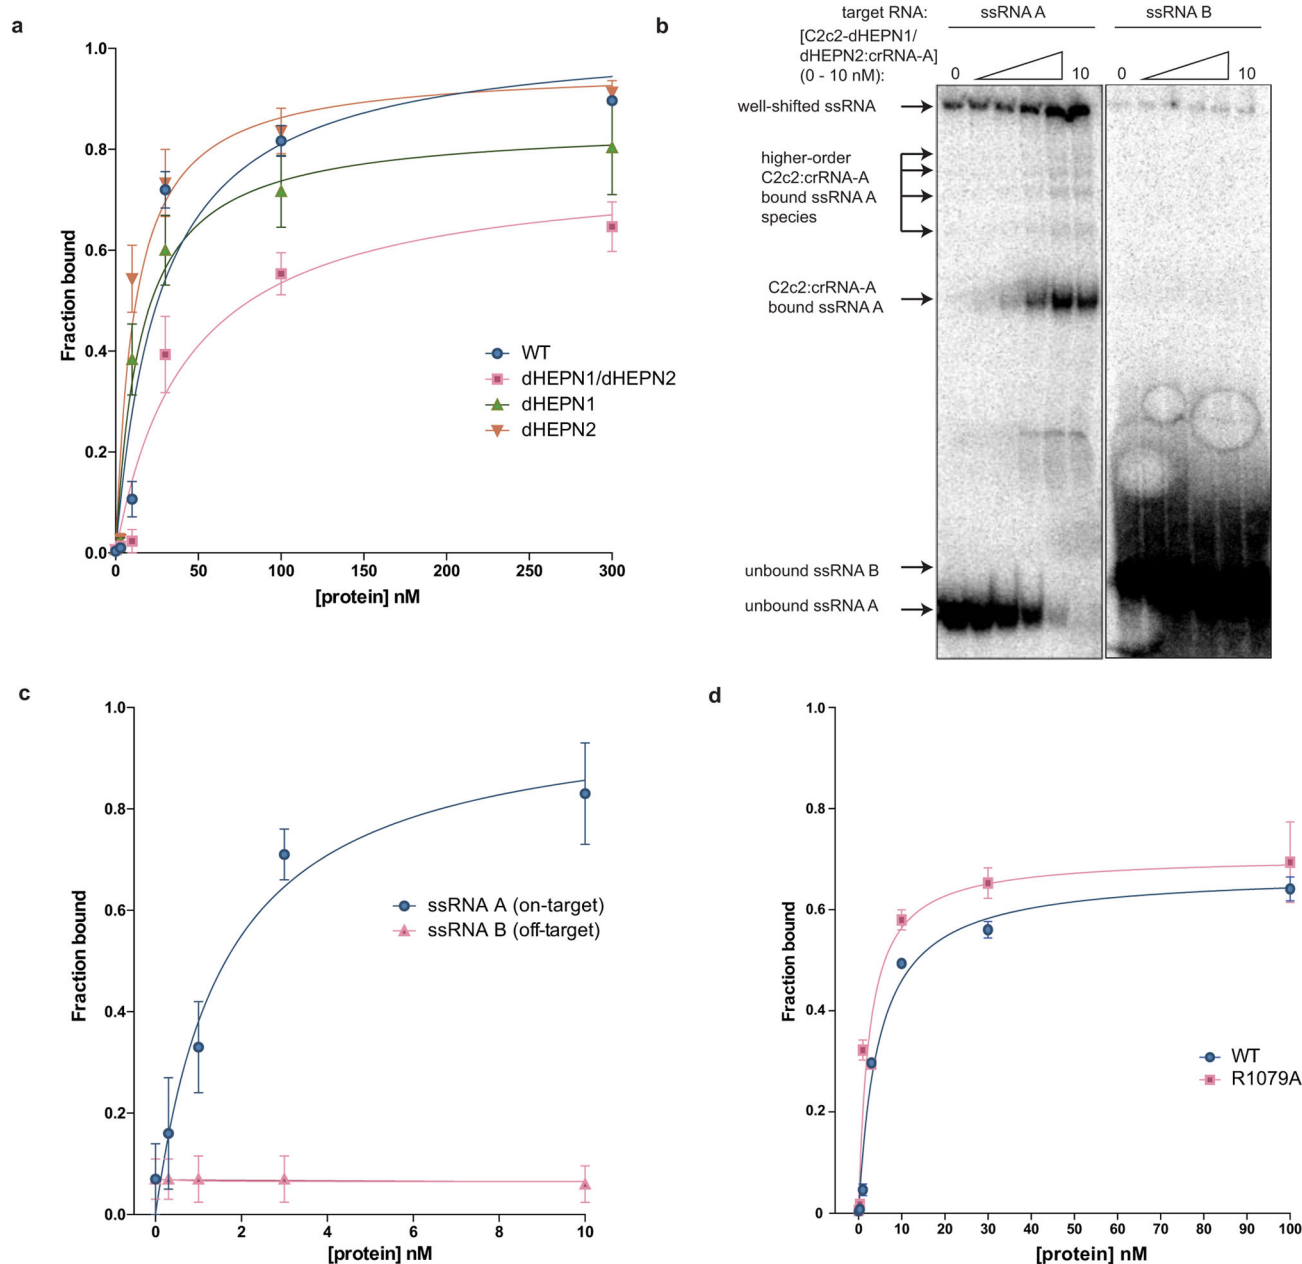 a
1.0
0.8
0.6
0.4
0.2
0.0
Fraction bound
0
50
100
150
200
250
300
[protein] nM
WT
dHEPN1/dHEPN2
dHEPN1
dHEPN2
b
target RNA:
ssRNA A
ssRNA B
[C2c2-dHEPN1/
dHEPN2:crRNA-A]
(0 - 10 nM):
0
10
0
10
well-shifted ssRNA
higher-order
C2c2:crRNA-A
bound ssRNA A
species
C2c2:crRNA-A
bound ssRNA A
unbound ssRNA B
unbound ssRNA A
c
1.0
0.8
0.6
0.4
0.2
0.0
Fraction bound
0
2
4
6
8
10
[protein] nM
ssRNA A (on-target)
ssRNA B (off-target)
d
1.0
0.8
0.6
0.4
0.2
0
Fraction bound
0
10
20
30
40
50
60
70
80
90
100
[protein] nM
WT
R1079A